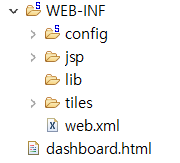 WEB-INF
config
jsp
lib
tiles
web.xml
dashboard.html